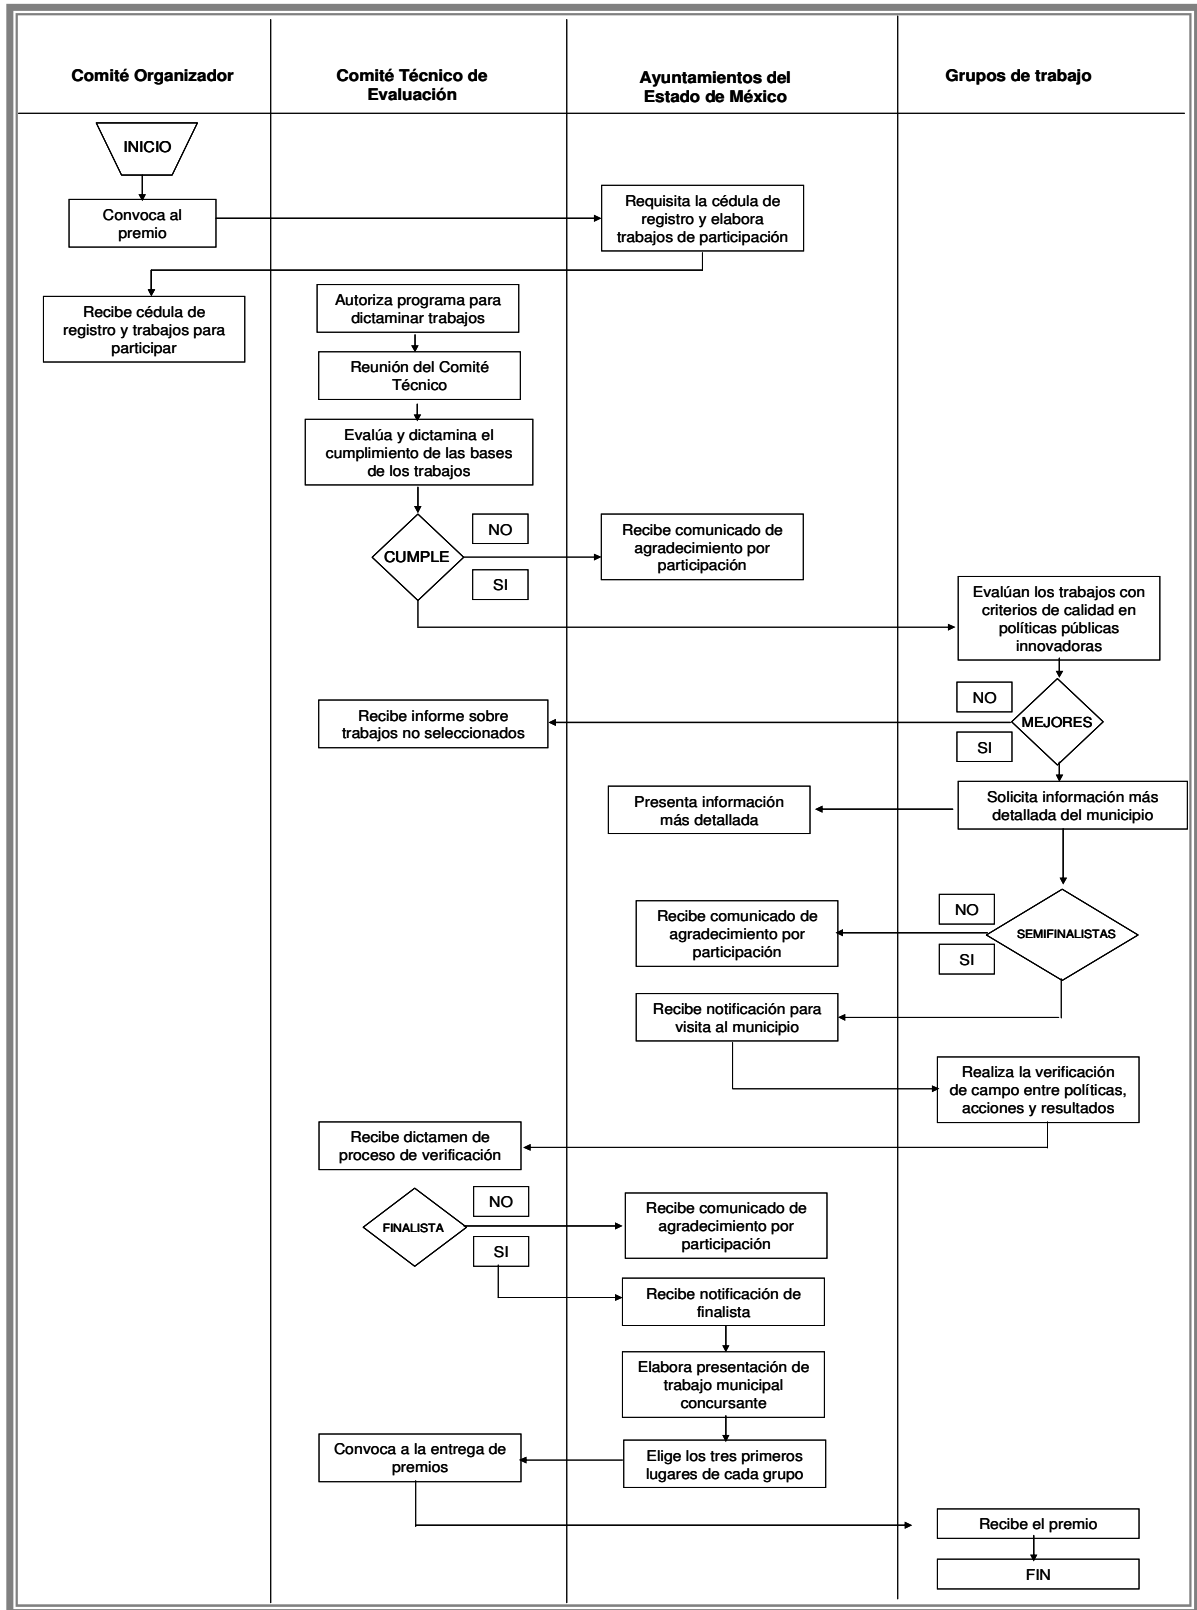 Comité Organizador
Comité Técnico de
Evaluación
Ayuntamientos del
Estado de México
Grupos de trabajo
INICIO
Convoca al
premio
Requisita la cédula de
registro y elabora
trabajos de participación
Recibe cédula de
registro y trabajos para
participar
Autoriza programa para
dictaminar trabajos
Reunión del Comité
Técnico
Evalúa y dictamina el
cumplimiento de las bases
de los trabajos
CUMPLE
NO
SI
Recibe comunicado de
agradecimiento por
participación
Evalúan los trabajos con
criterios de calidad en
políticas públicas
innovadoras
NO
MEJORES
SI
Recibe informe sobre
trabajos no seleccionados
Solicita información más
detallada del municipio
Presenta información
más detallada
NO
SEMIFINALISTAS
SI
Recibe comunicado de
agradecimiento por
participación
Recibe notificación para
visita al municipio
Realiza la verificación
de campo entre políticas,
acciones y resultados
Recibe dictamen de
proceso de verificación
FINALISTA
NO
SI
Recibe comunicado de
agradecimiento por
participación
Recibe notificación de
finalista
Elabora presentación de
trabajo municipal
concursante
Elige los tres primeros
lugares de cada grupo
Convoca a la entrega de
premios
Recibe el premio
FIN